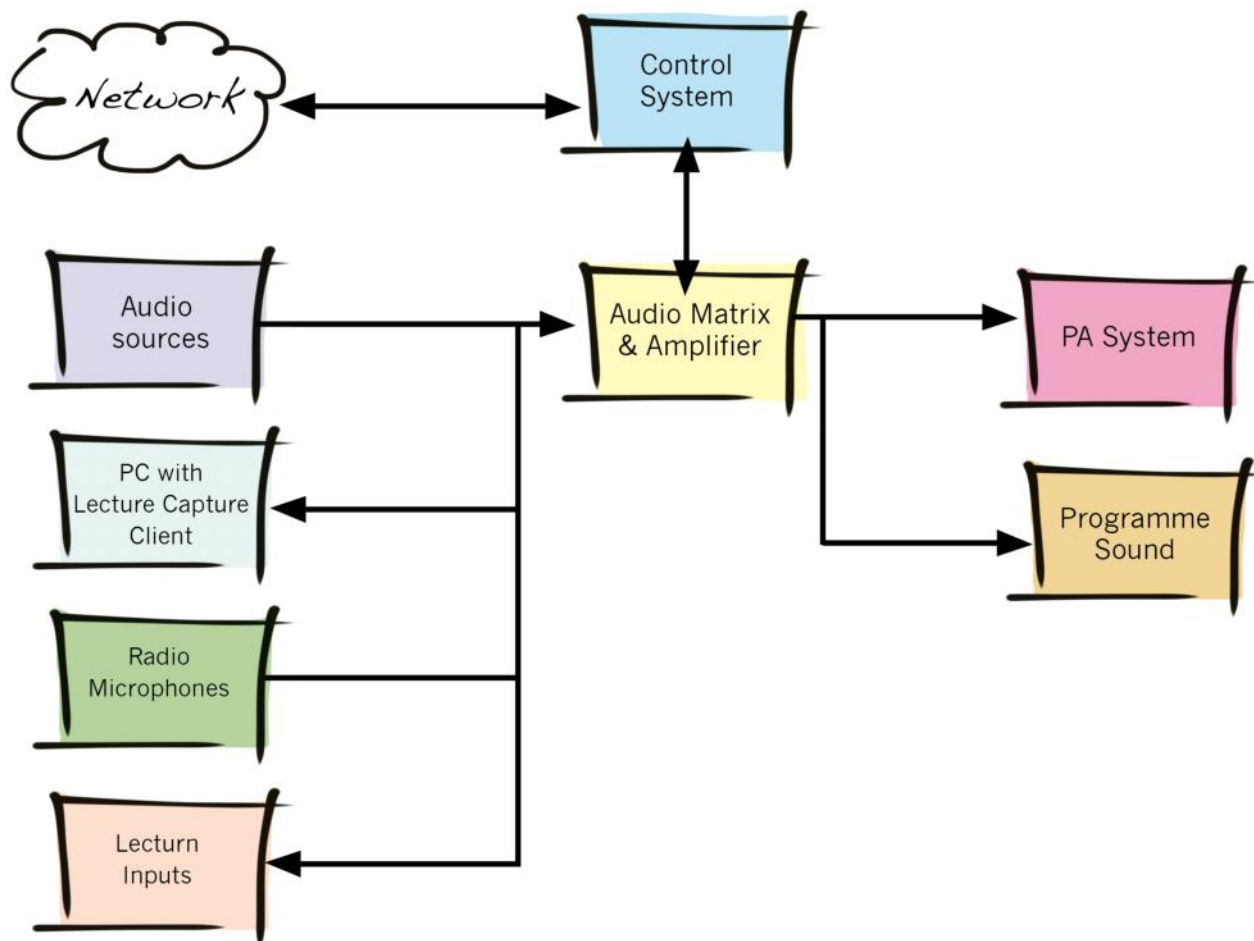 Network
Control
System
Audio
sources
Audio Matrix
& Amplifier
PA System
PC with
Lecture Capture
Client
Programme
Sound
Radio
Microphones
Lecturn
Inputs